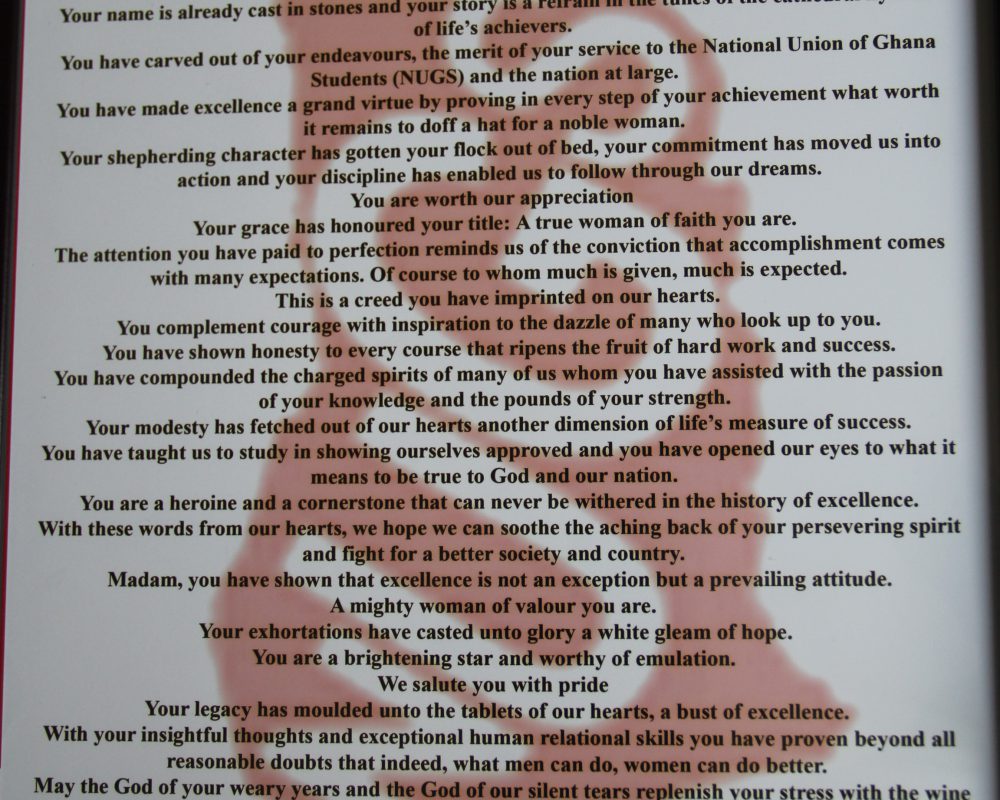 Your name is already cast in stones and your story is a refrain in the tunes of the
of life's achievers.
You have carved out of your endeavours, the merit of your service to the National Union of Ghana
Students (NUGS) and the nation at large.
You have made excellence a grand virtue by proving in every step of your achievement what worth
it remains to doff a hat for a noble woman.
Your shepherding character has gotten your flock out of bed, your commitment has moved us into
action and your discipline has enabled us to follow through our dreams.
You are worth our appreciation
Your grace has honoured your title: A true woman of faith you are.
The attention you have paid to perfection reminds us of the conviction that accomplishment comes
with many expectations. Of course to whom much is given, much is expected.
This is a creed you have imprinted on our hearts.
You complement courage with inspiration to the dazzle of many who look up to you.
You have shown honesty to every course that ripens the fruit of hard work and success.
You have compounded the charged spirits of many of us whom you have assisted with the passion
of your knowledge and the pounds of your strength.
Your modesty has fetched out of our hearts another dimension of life's measure of success.
You have taught us to study in showing ourselves approved and you have opened our eyes to what it
means to be true to God and our nation.
You are a heroine and a cornerstone that can never be withered in the history of excellence.
With these words from our hearts, we hope we can soothe the aching back of your persevering spirit
and fight for a better society and country.
Madam, you have shown that excellence is not an exception but a prevailing attitude.
A mighty woman of valour you are.
Your exhortations have casted unto glory a white gleam of hope.
You are a brightening star and worthy of emulation.
We salute you with pride
Your legacy has moulded unto the tablets of our hearts, a bust of excellence.
With your insightful thoughts and exceptional human relational skills you have proven beyond all
reasonable doubts that indeed, what men can do, women can do better.
May the God of your weary years and the God of our silent tears replenish your stress with the wine